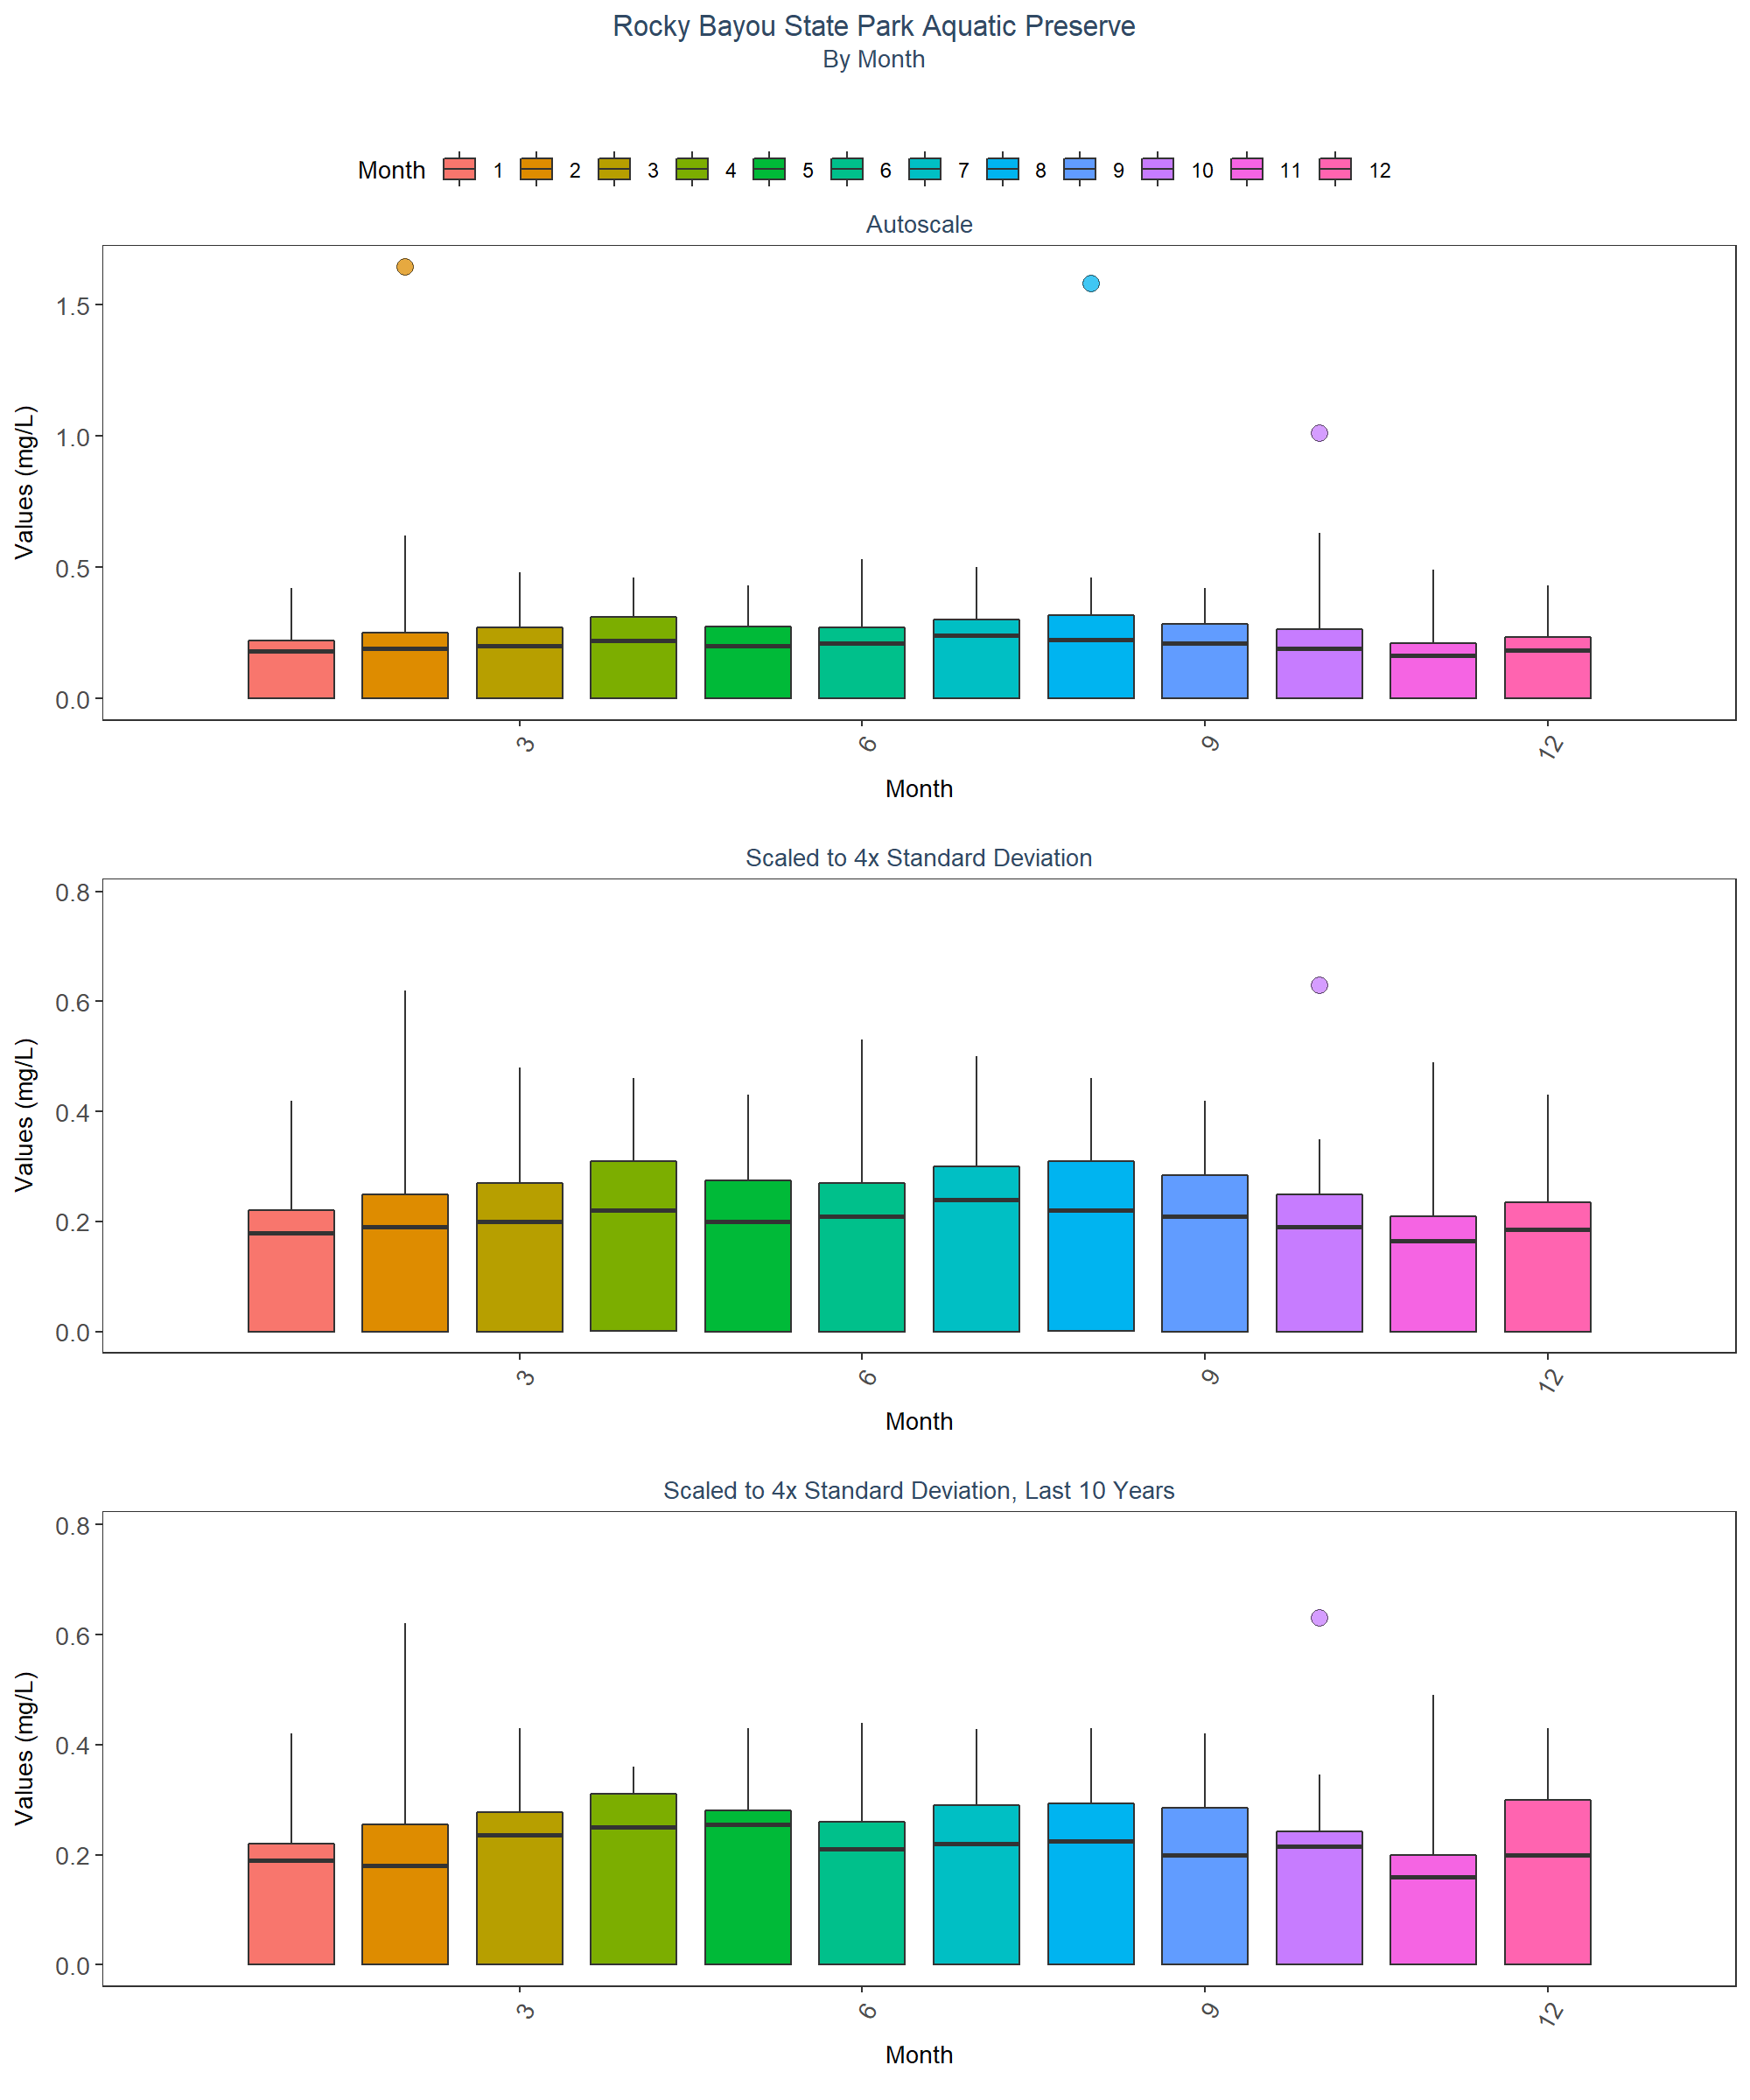 Rocky Bayou State Park Aquatic Preserve
By Month
Month 1 2 3 4 5 6 7 8 9 10 11 12
Autoscale
Values (mg/L)
1.5
1.0
0.5
0.0
3 6 9 12
Month
Scaled to 4x Standard Deviation
Values (mg/L)
0.8
0.6
0.4
0.2
0.0
3 6 9 12
Month
Scaled to 4x Standard Deviation, Last 10 Years
Values (mg/L)
0.8
0.6
0.4
0.2
0.0
3 6 9 12
Month